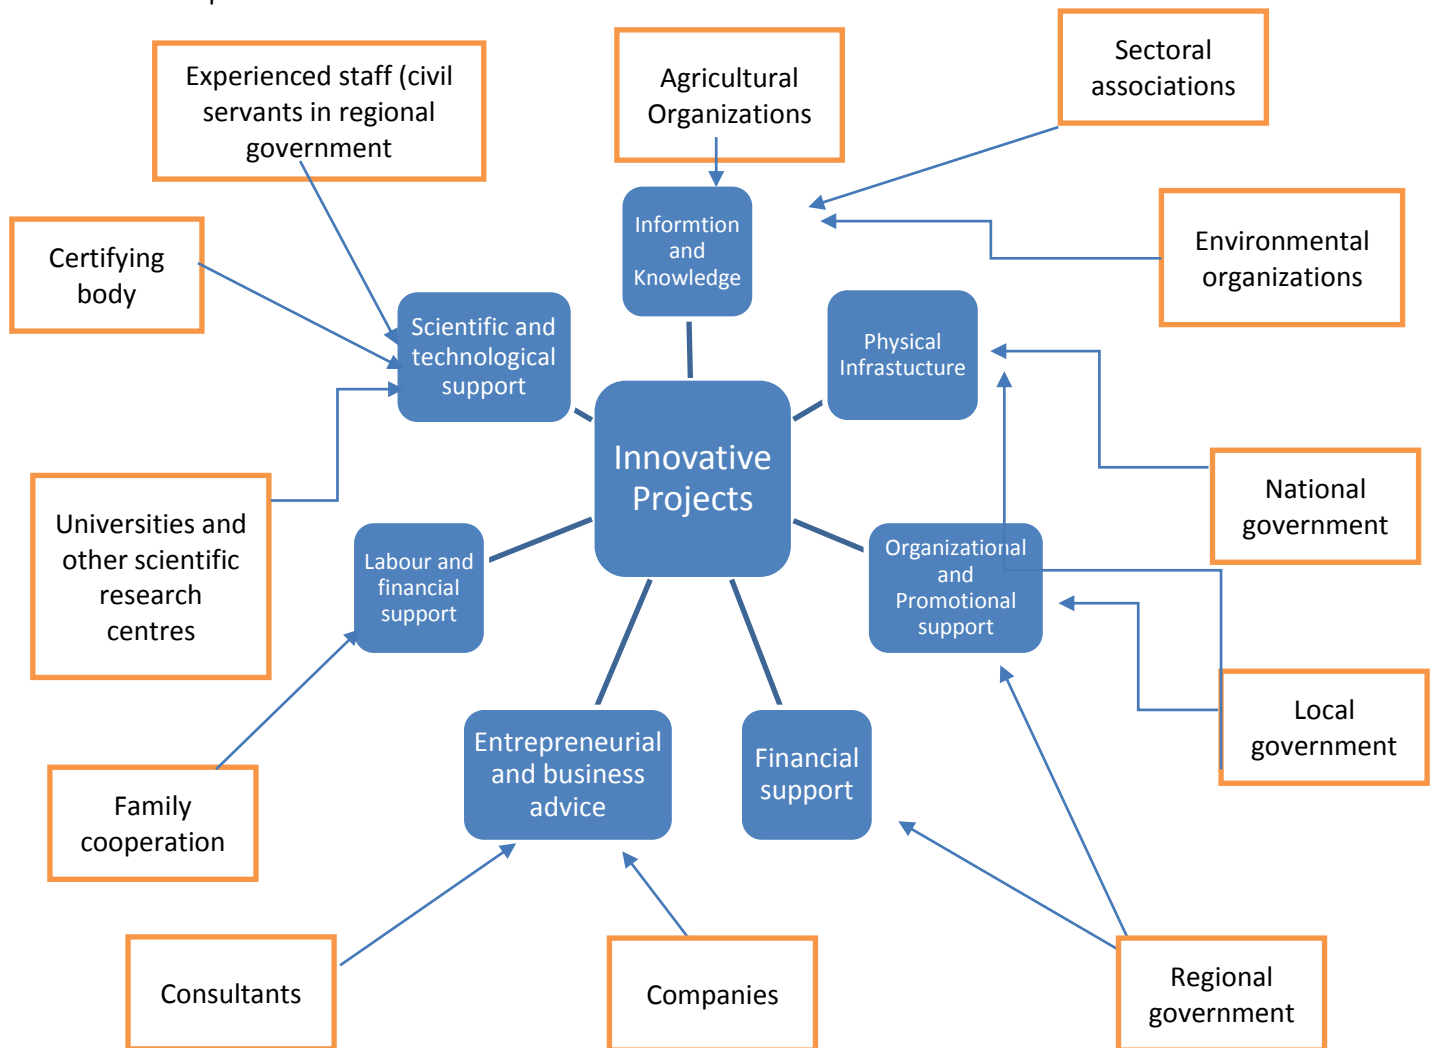 Experienced staff (civil
servants in regional
government
Agricultural
Organizations
Sectoral
associations
Certifying
body
Environmental
organizations
Informtion
and
Knowledge
Scientific and
technological
support
Physical
Infrastucture
Innovative
Projects
National
government
Universities and
other scientific
research
centres
Labour and
financial
support
Organizational
and
Promotional
support
Local
government
Family
cooperation
Entrepreneurial
and business
advice
Financial
support
Consultants
Companies
Regional
government